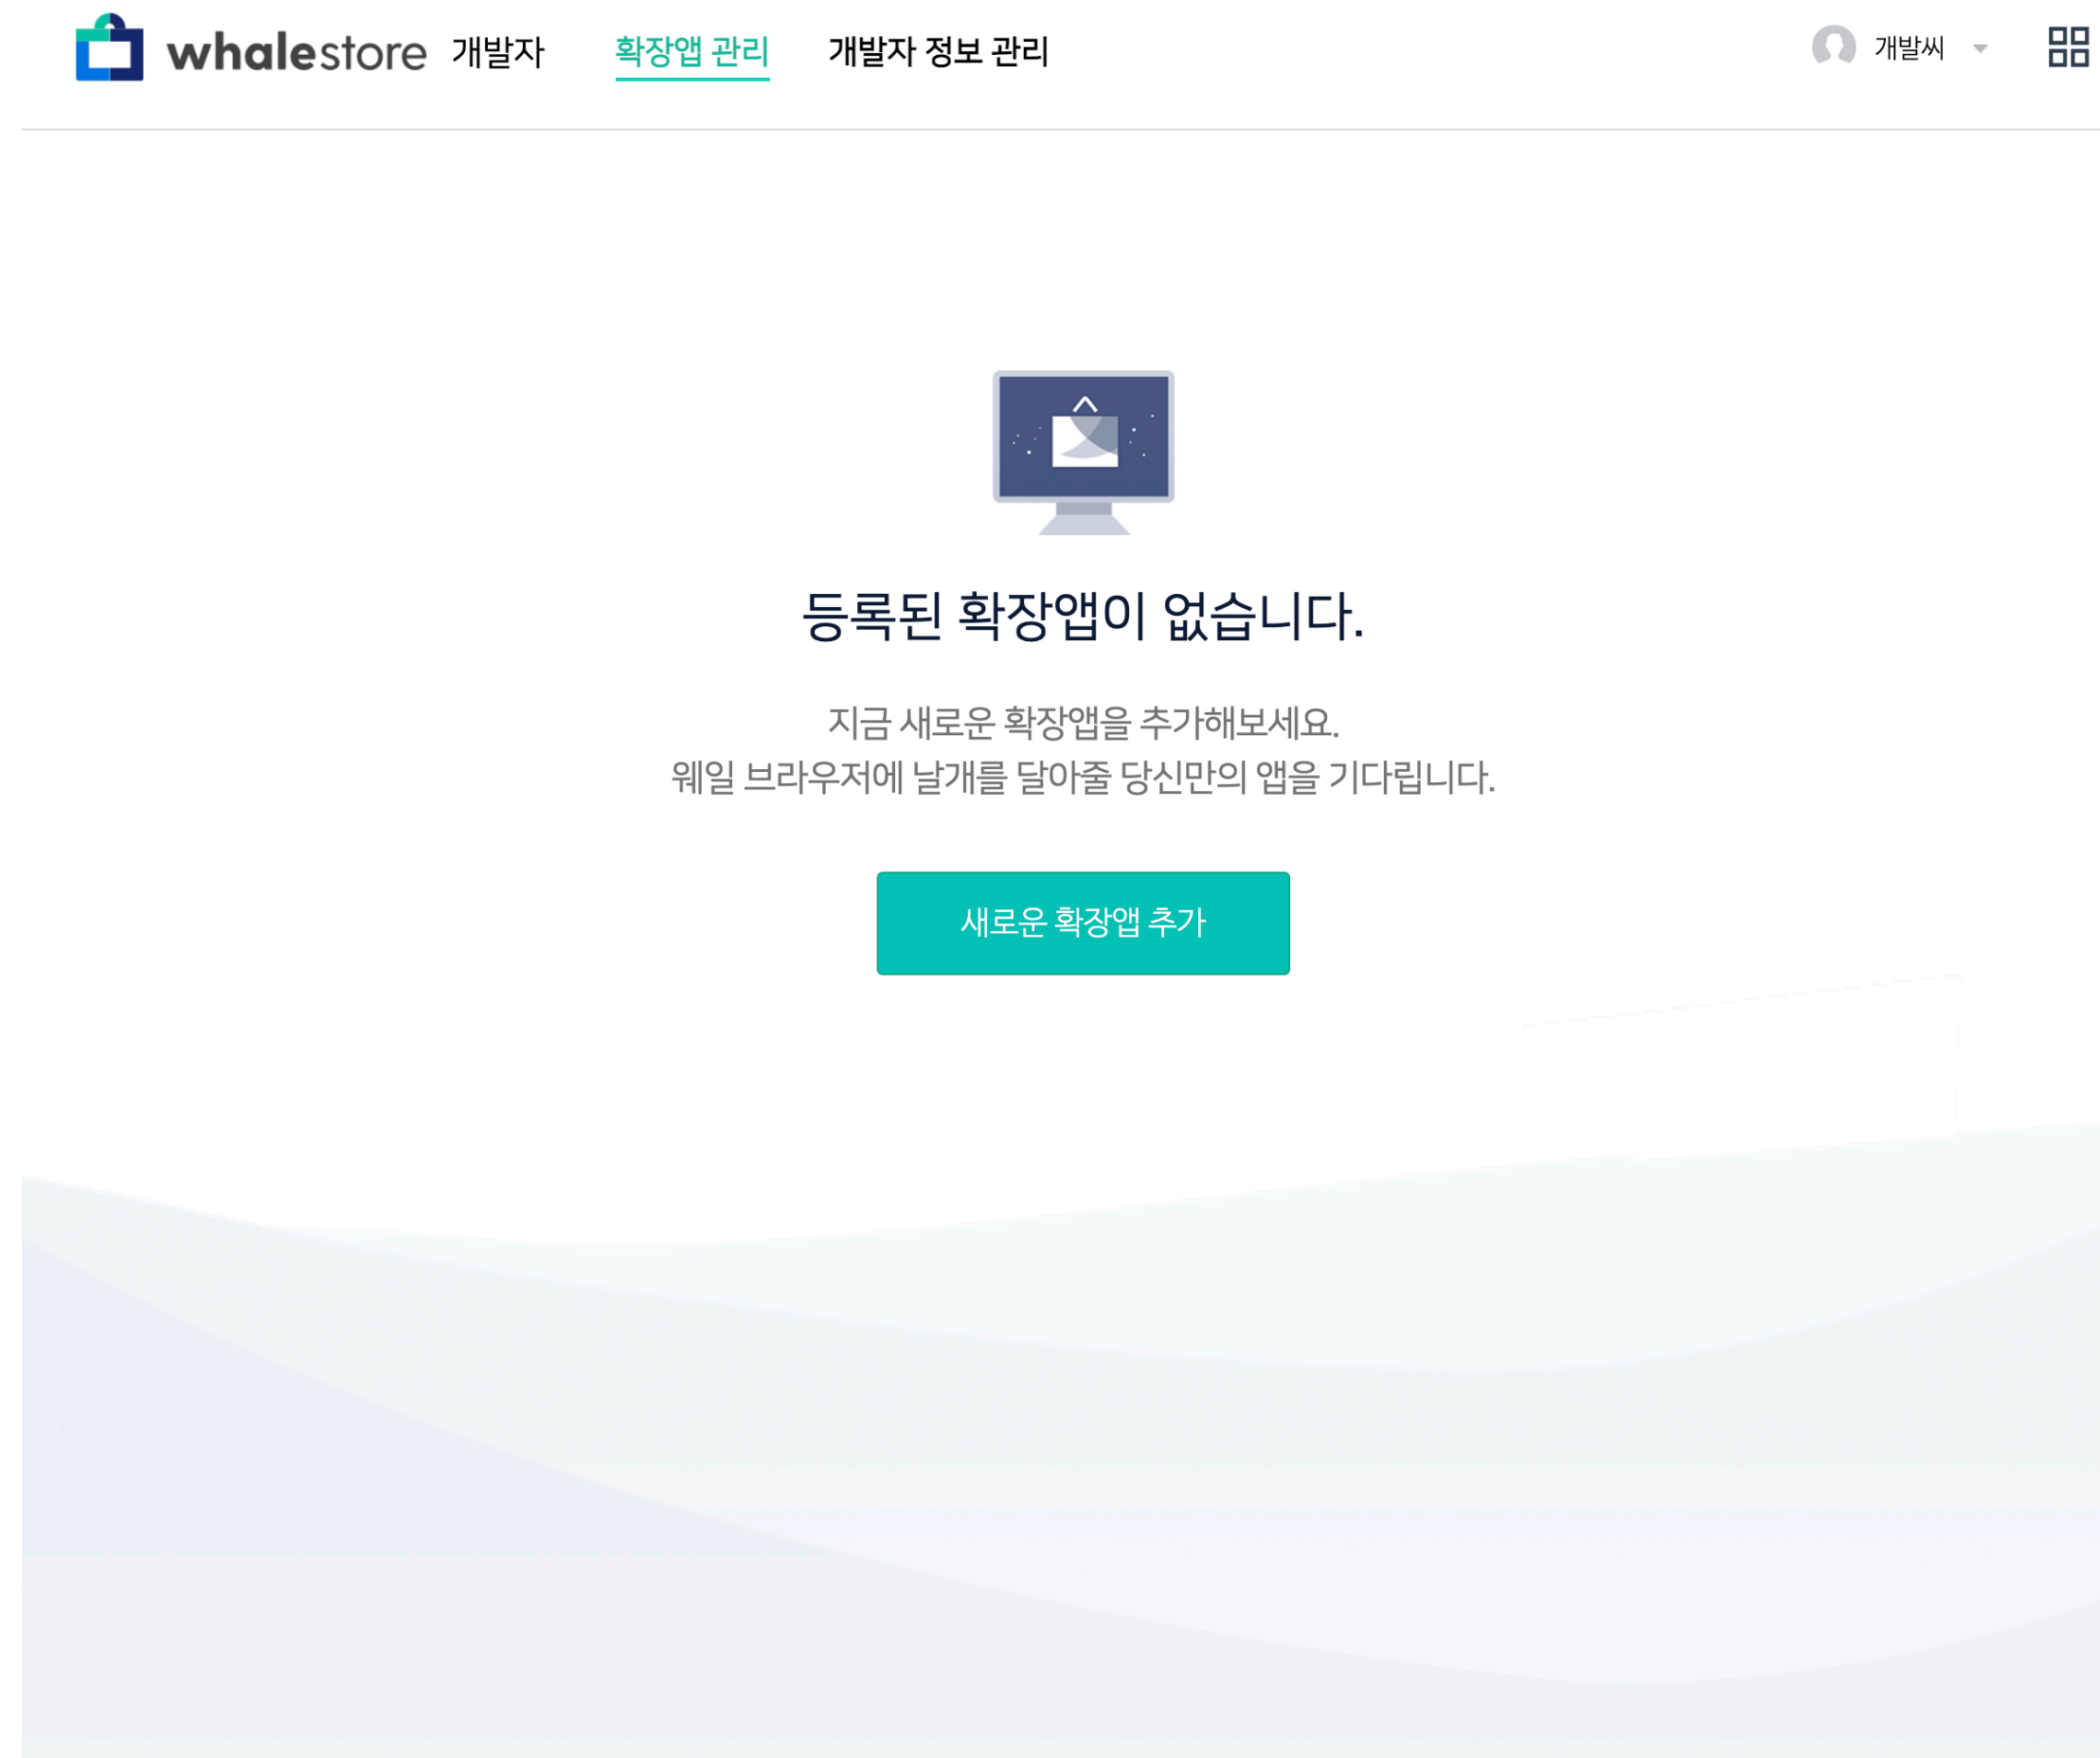 whalestore 개발자 확장앱 관리 개발자 정보 관리 개발씨
등록된 확장앱이 없습니다.
지금 새로운 확장앱을 추가해보세요.
웨일 브라우저에 날개를 달아줄 당신만의 앱을 기다립니다.
새로운 확장앱 추가